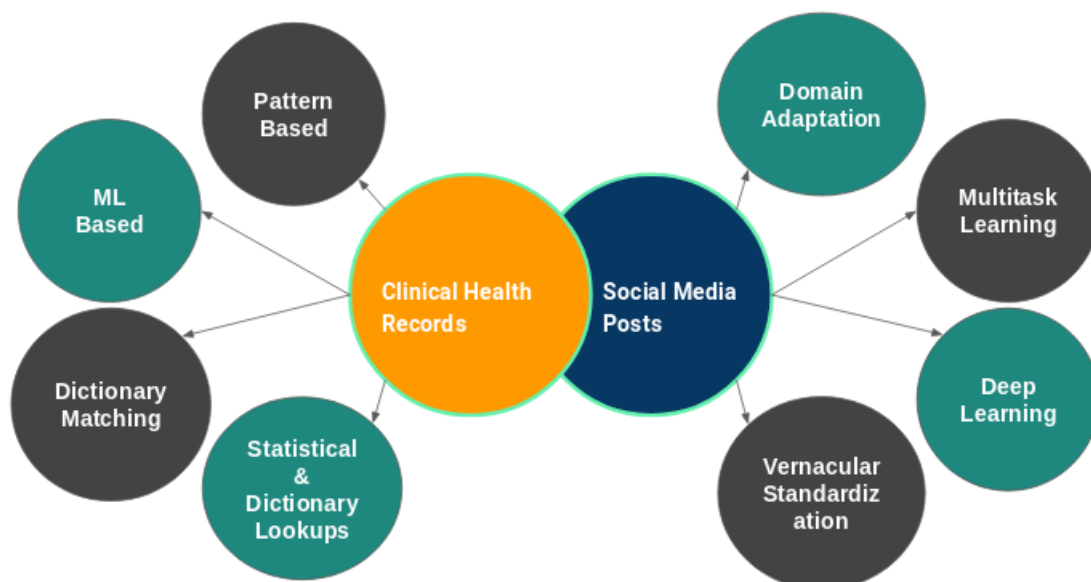 Pattern
Based
ML
Based
Dictionary
Matching
Statistical
&
Dictionary
Lookups
Clinical Health
Records
Social Media
Posts
Domain
Adaptation
Multitask
Learning
Deep
Learning
Vernacular
Standardiz
ation